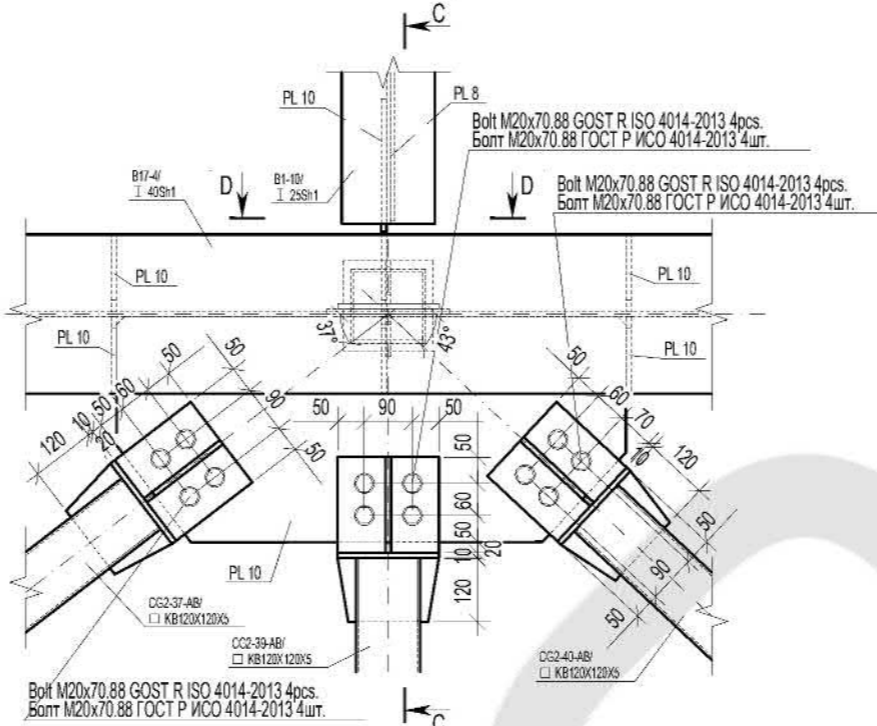 C
PL 10
PL 8
Bolt M20x70.88 GOST R ISO 4014-2013 4pcs.
Болт М20х70.88 ГОСТ Р ИСО 4014-2013 4шт.
B17-4/
I 40Sh1
D
B1-10/
I 25Sh1
D
Bolt M20x70.88 GOST R ISO 4014-2013 4pcs.
Болт М20х70.88 ГОСТ Р ИСО 4014-2013 4шт.
PL 10
PL 10
PL 10
PL 10
37°
43°
50
50
60
50
10
120
20
90
50
50
90
50
50
60
50
10
20
120
50
60
70
10
120
50
90
50
PL 10
CG2-37-AB/
□ KB120X120X5
CG2-39-AB/
□ KB120X120X5
CG2-40-AB/
□ KB120X120X5
Bolt M20x70.88 GOST R ISO 4014-2013 4pcs.
Болт М20х70.88 ГОСТ Р ИСО 4014-2013 4шт.
C